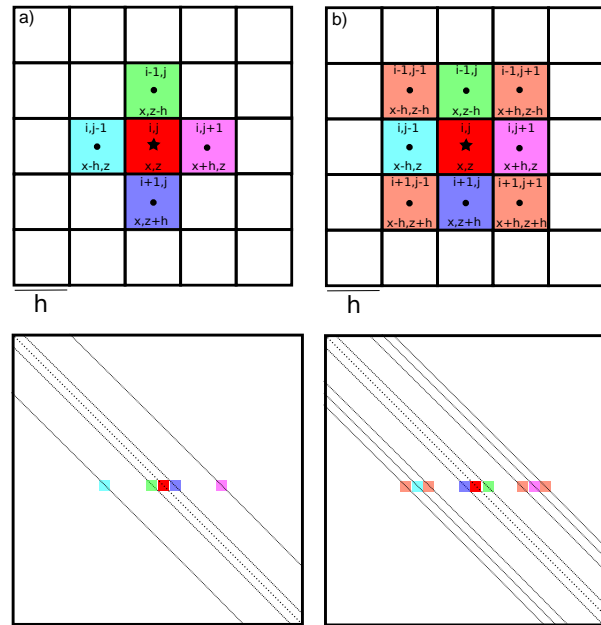 a)
i-1,j
x,z-h
i,j-1
i,j
i,j+1
x-h,z
x,z
x+h,z
i+1,j
x,z+h
h
b)
i-1,j-1
i-1,j
i-1,j+1
x-h,z-h
x,z-h
x+h,z-h
i,j-1
i,j
i,j+1
x-h,z
x,z
x+h,z
i+1,j-1
i+1,j
i+1,j+1
x-h,z+h
x,z+h
x+h,z+h
h